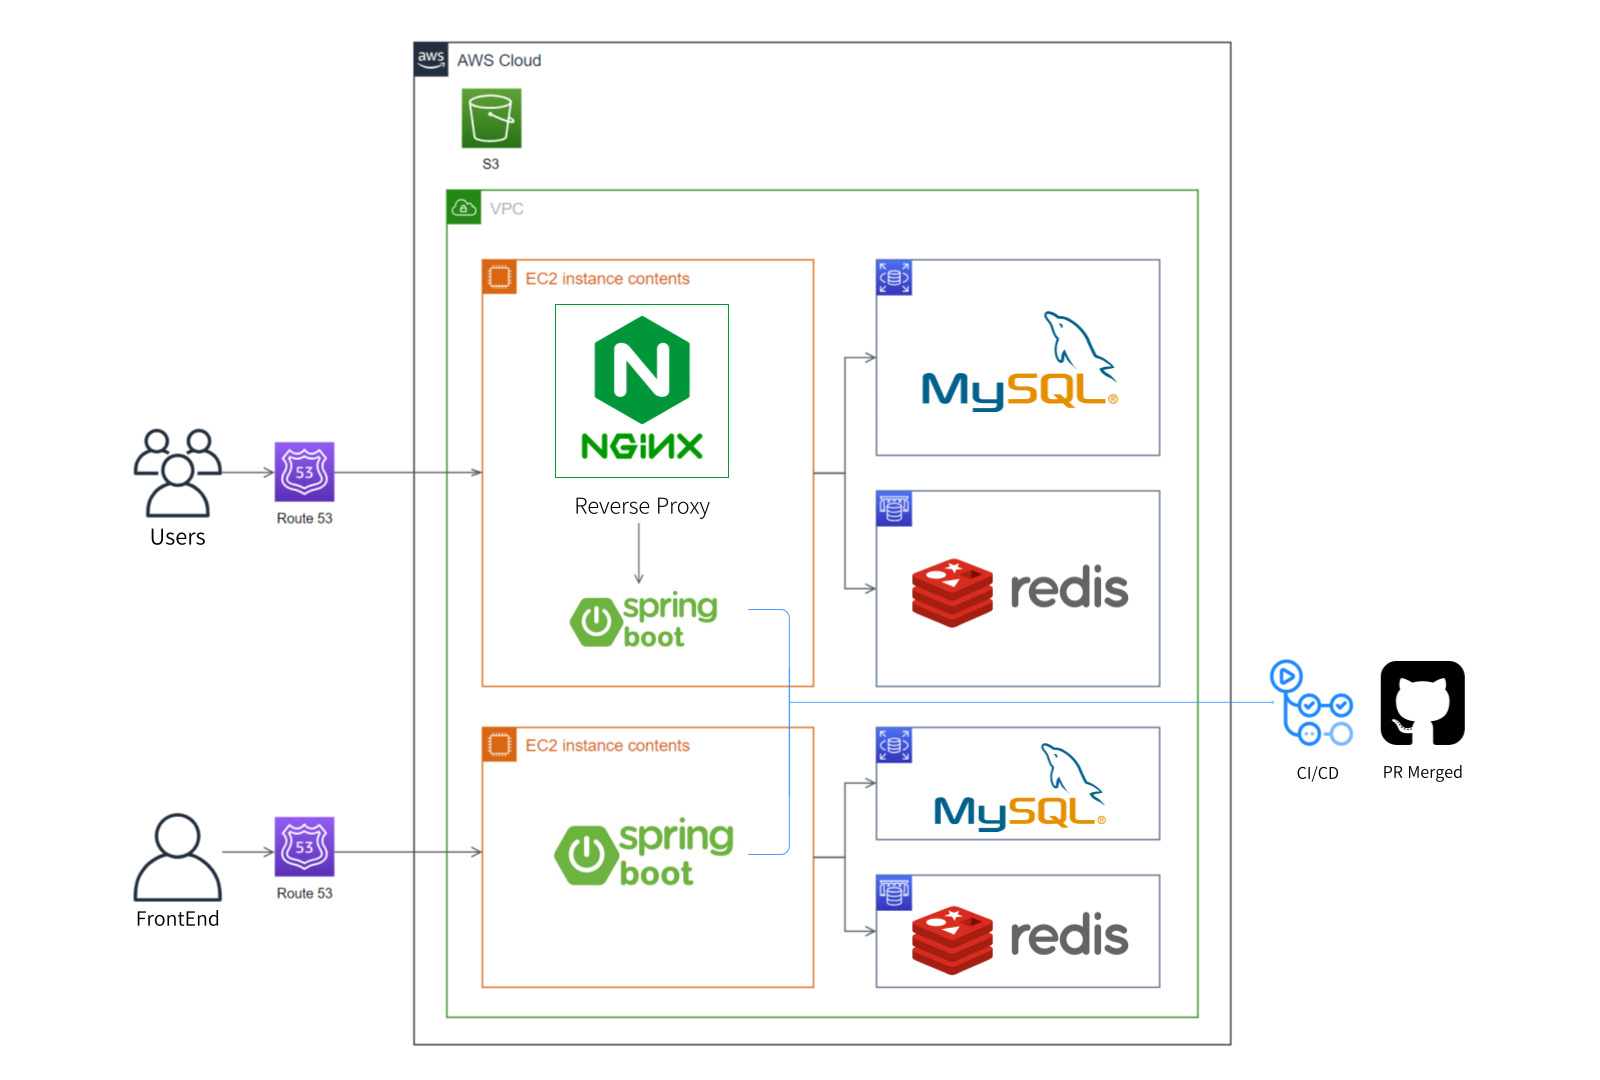 aws
AWS Cloud
S3
VPC
EC2 instance contents
N
NGiNX
Reverse Proxy
spring
boot
MySQL®
redis
Users
53
Route 53
CI/CD
PR Merged
EC2 instance contents
spring
boot
MySQL®
redis
FrontEnd
53
Route 53